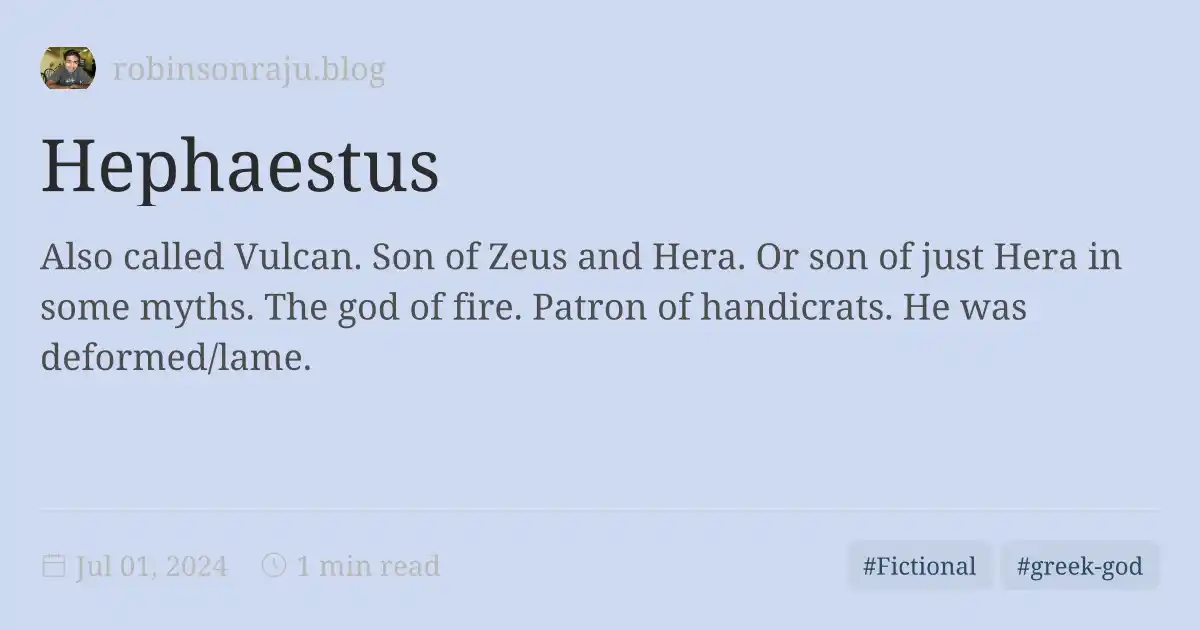 robinsonraju.blog
Hephaestus
Also called Vulcan. Son of Zeus and Hera. Or son of just Hera in
some myths. The god of fire. Patron of handicrats. He was
deformed/lame.
Jul 01, 2024 1 min read #Fictional #greek-god